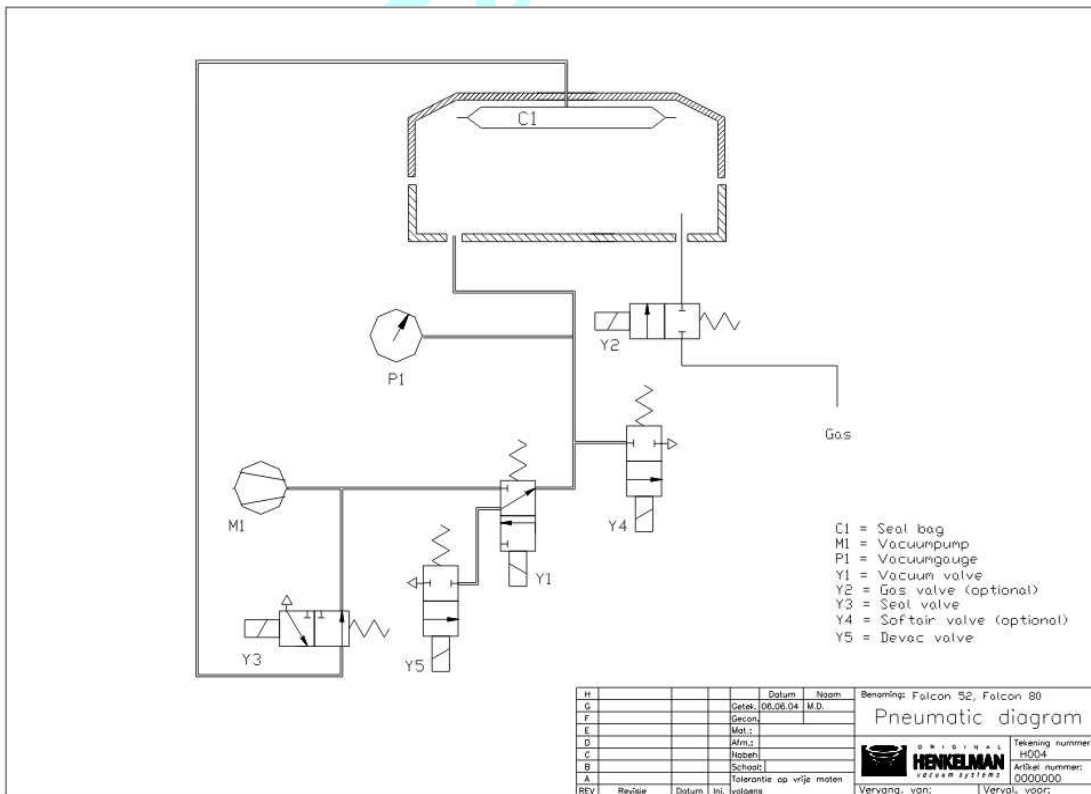 C1
P1
Y2
Gas
M1
Y4
Y1
Y3
Y5
C1 = Seal bag
M1 = Vacuumpump
P1 = Vacuumgauge
Y1 = Vacuum valve
Y2 = Gas valve (optional)
Y3 = Seal valve
Y4 = Softair valve (optional)
Y5 = Devac valve
H Datum Naam Benaming: Falcon 52, Falcon 80
G Getek. 08.06.04 M.D.
F Gecon. Pneumatic diagram
E Mat.:
D Afm.: ORIGINAL Tekening nummer:
C Nabeh. HENKELMAN H004
B Schaal: vacuum systems Artikel nummer:
A Tolerantie op vrije maten 0000000
REV Revisie Datum Ini. volgens Vervang. van: Verval. voor: